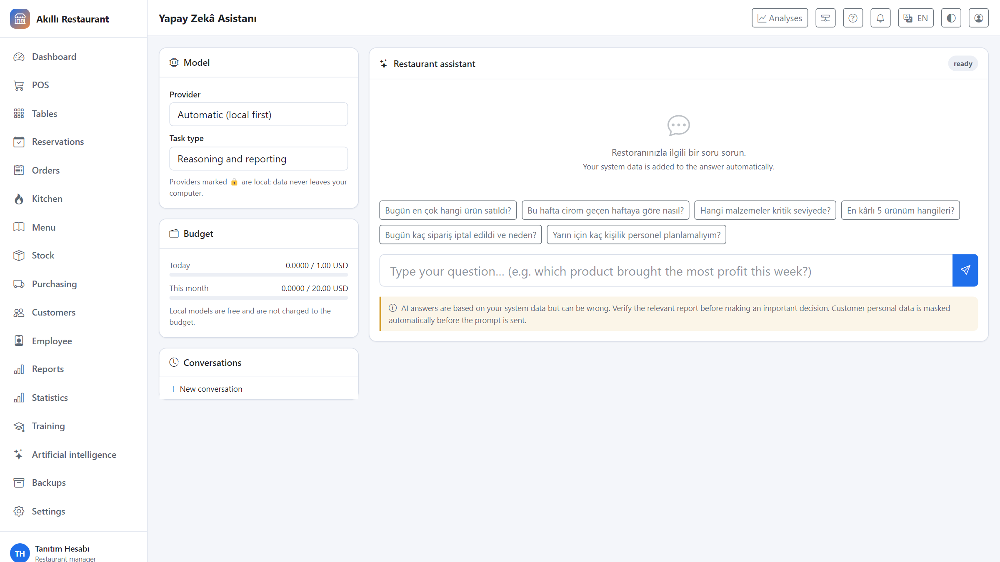 Akıllı Restaurant
Dashboard
POS
Tables
Reservations
Orders
Kitchen
Menu
Stock
Purchasing
Customers
Employee
Reports
Statistics
Training
Artificial intelligence
Backups
Settings
TH
Tanıtım Hesabı
Restaurant manager
Yapay Zekâ Asistanı
Analyses
EN
Model
Provider
Automatic (local first)
Task type
Reasoning and reporting
Providers marked 🔒 are local; data never leaves your
computer.
Budget
Today 0.0000 / 1.00 USD
This month 0.0000 / 20.00 USD
Local models are free and are not charged to the
budget.
Conversations
+ New conversation
Restaurant assistant
ready
Restoranınızla ilgili bir soru sorun.
Your system data is added to the answer automatically.
Bugün en çok hangi ürün satıldı? Bu hafta cirom geçen haftaya göre nasıl? Hangi malzemeler kritik seviyede? En kârlı 5 ürünüm hangileri?
Bugün kaç sipariş iptal edildi ve neden? Yarın için kaç kişilik personel planlamalıyım?
Type your question... (e.g. which product brought the most profit this week?)
AI answers are based on your system data but can be wrong. Verify the relevant report before making an important decision. Customer personal data is masked
automatically before the prompt is sent.